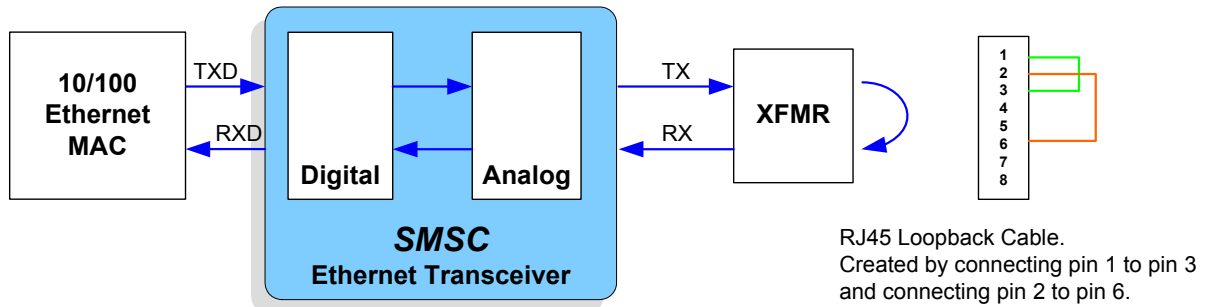 10/100
Ethernet
MAC
TXD
RXD
Digital
Analog
SMSC
Ethernet Transceiver
TX
RX
XFMR
1
2
3
4
5
6
7
8
RJ45 Loopback Cable.
Created by connecting pin 1 to pin 3
and connecting pin 2 to pin 6.